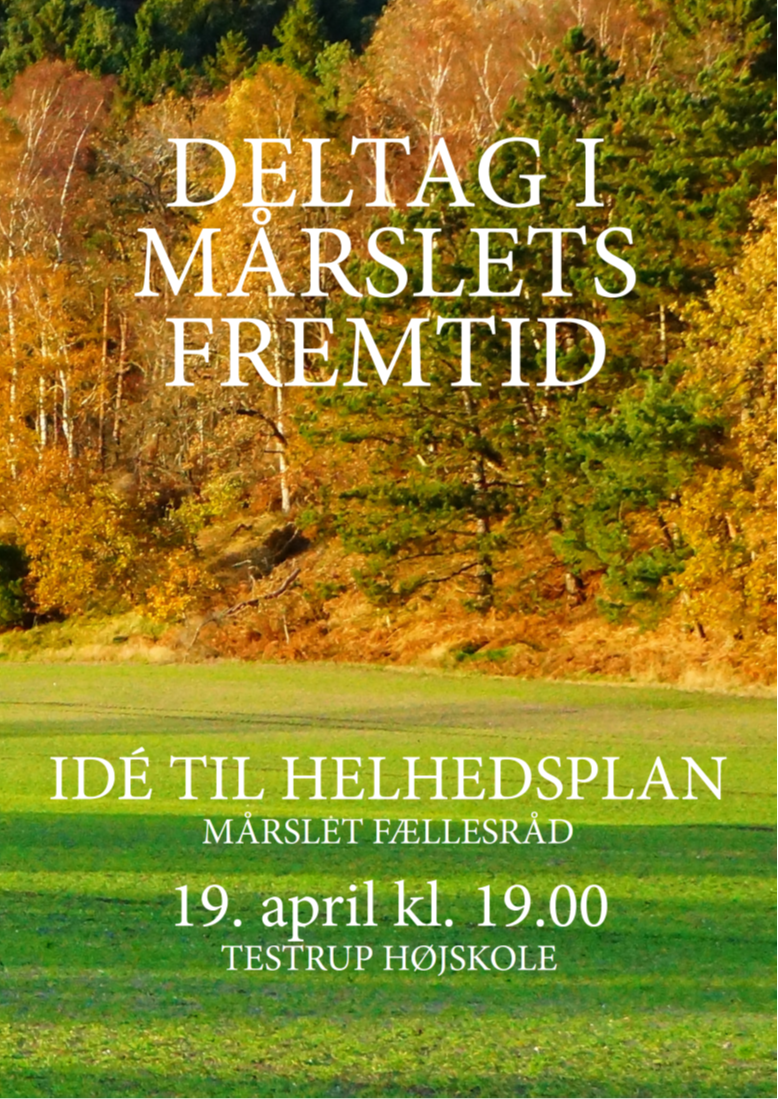 DELTAG I
MÅRSLETS
FREMTID
IDÉ TIL HELHEDSPLAN
MÅRSLET FÆLLESRÅD
19. april kl. 19.00
TESTRUP HØJSKOLE